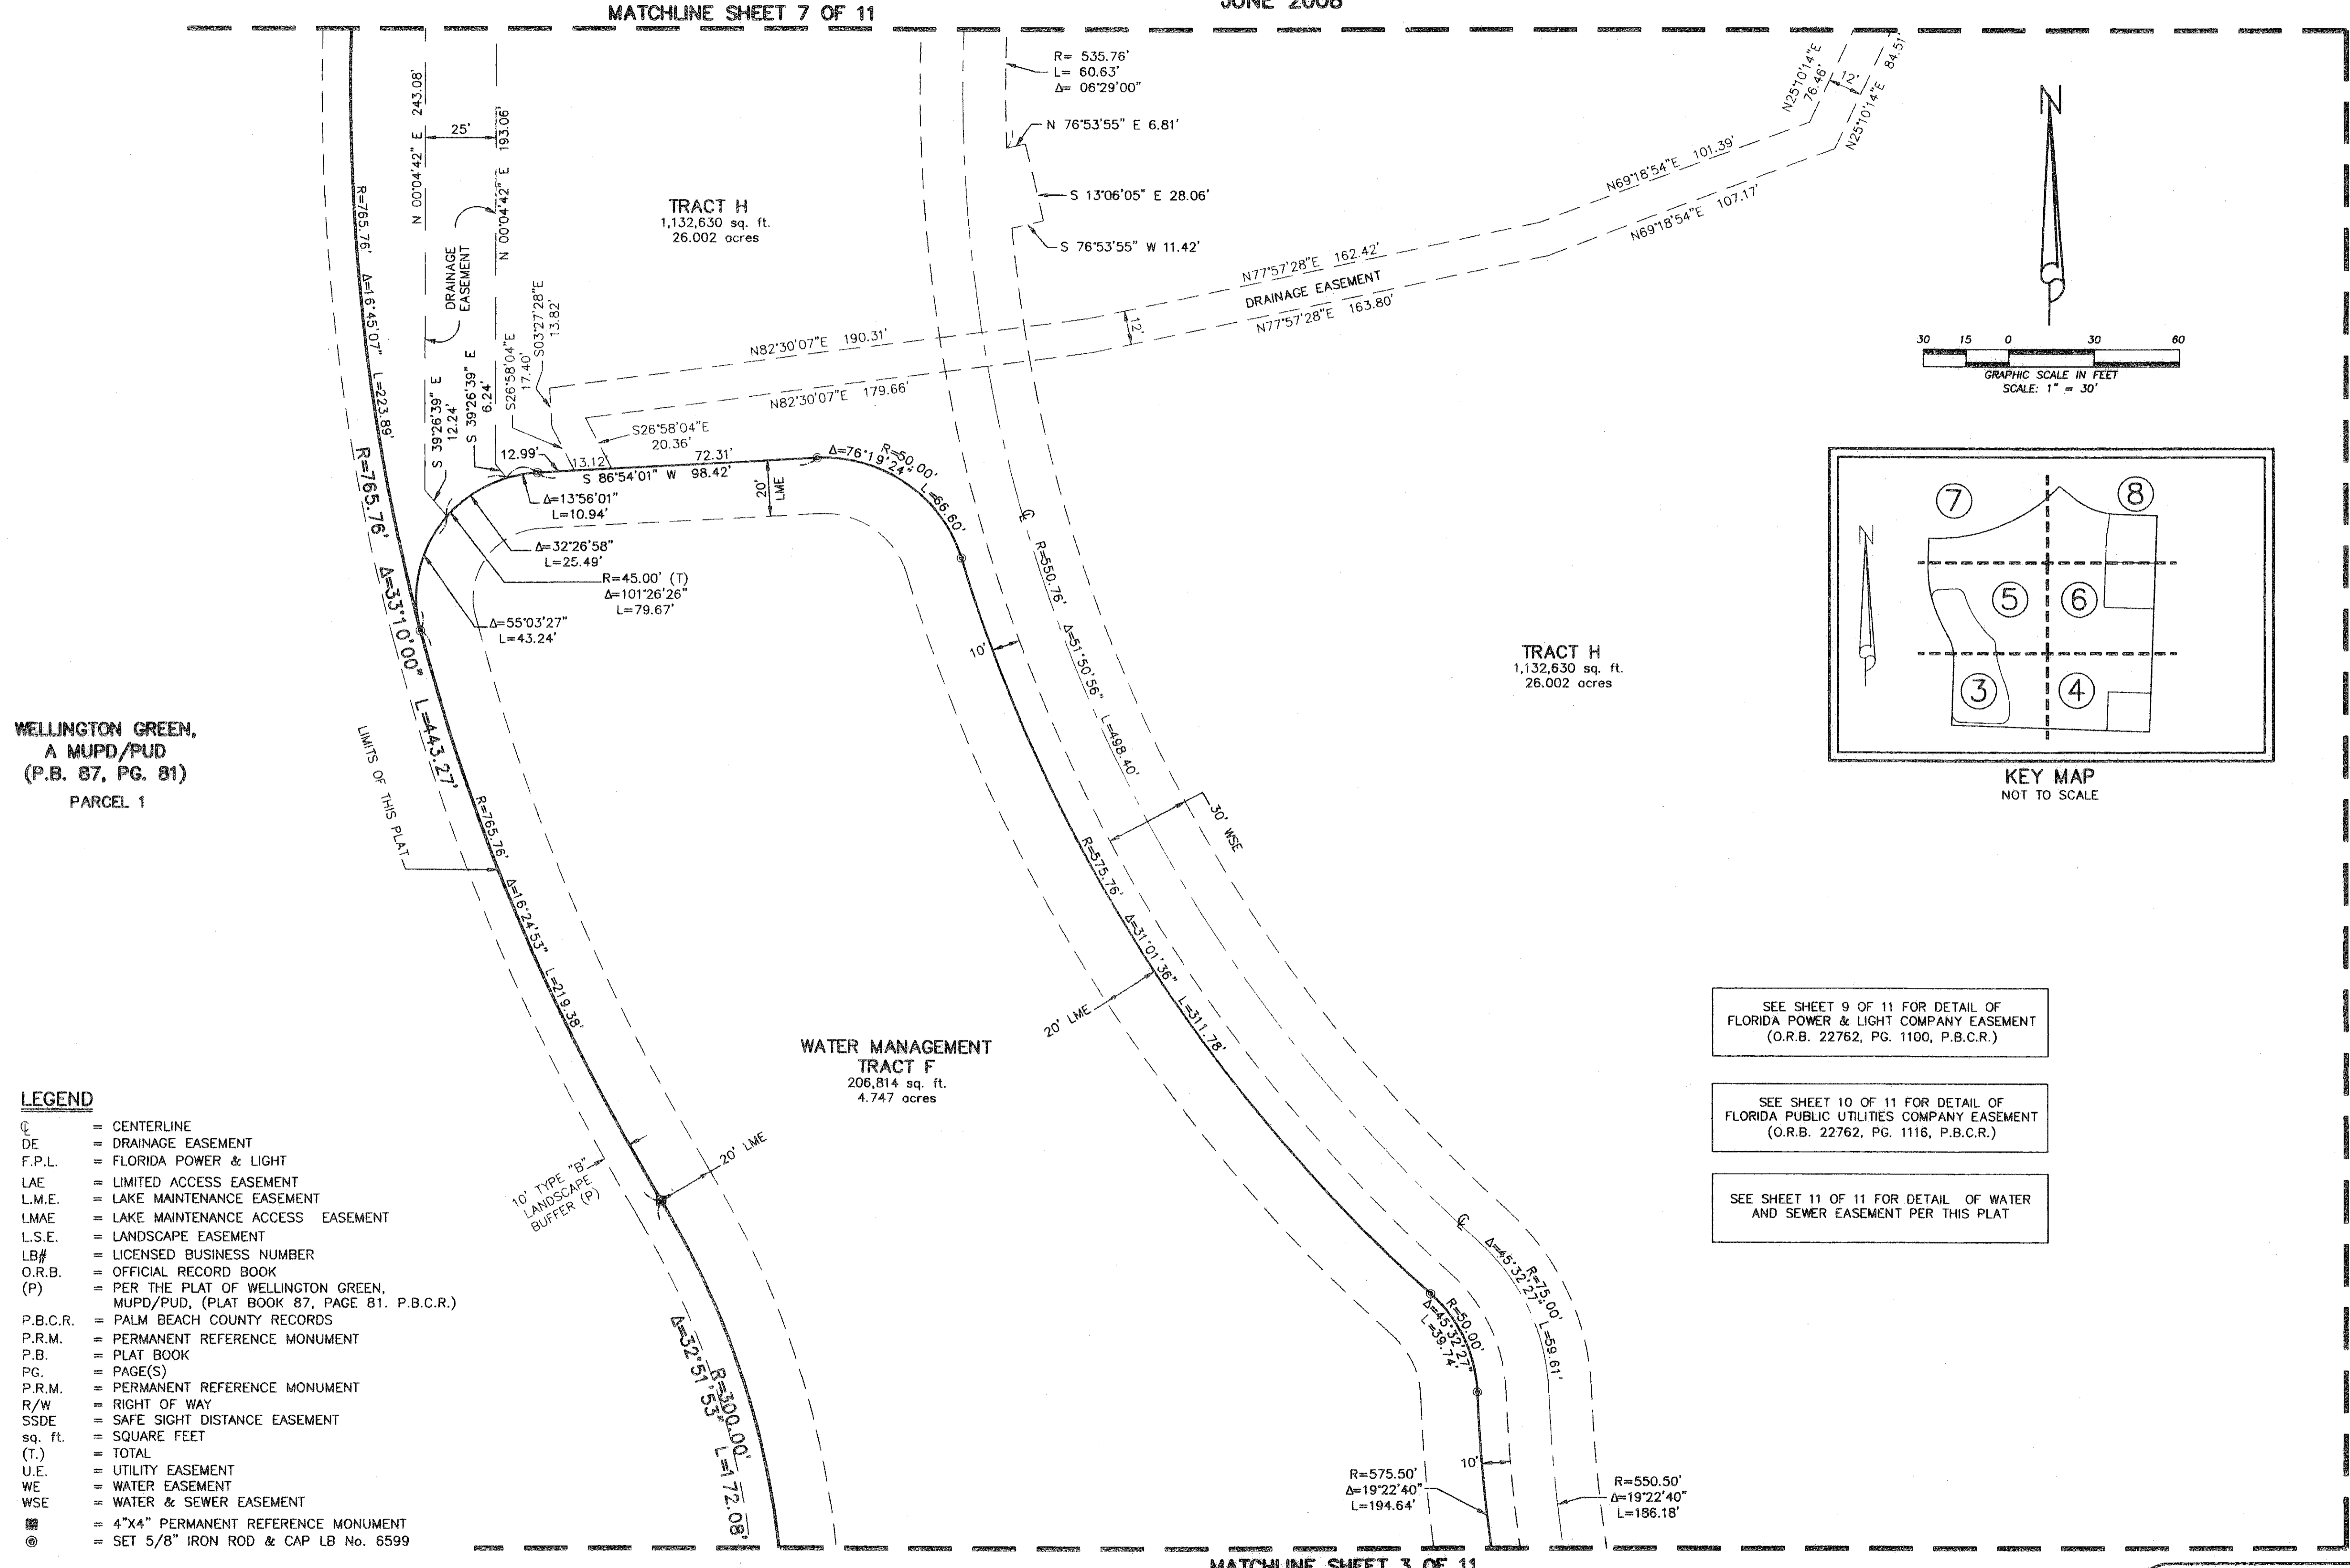 MATCHLINE SHEET 7 OF 11
JUNE 2008
R= 535.76'
L= 60.63'
Δ= 06°29'00"
N 76°53'55" E 6.81'
S 13°06'05" E 28.06'
S 76°53'55" W 11.42'
N25°10'14"E
76.46'
12'
N25°10'14"E 84.51'
N69°18'54"E 101.39'
N69°18'54"E 107.17'
N77°57'28"E 162.42'
DRAINAGE EASEMENT
N77°57'28"E 163.80'
12'
N82°30'07"E 190.31'
N82°30'07"E 179.66'
N
30 15 0 30 60
GRAPHIC SCALE IN FEET
SCALE: 1" = 30'
N 00°04'42" E 243.08'
25'
N 00°04'42" E 193.06'
DRAINAGE
EASEMENT
TRACT H
1,132,630 sq. ft.
26.002 acres
R=765.76' Δ=16°45'07" L=223.89'
S 39°26'39" E
12.24'
S 39°26'39" E
6.24'
S26°58'04"E
17.40'
S03°27'28"E
13.82'
S26°58'04"E
20.36'
12.99'
13.12'
72.31'
S 86°54'01" W 98.42'
20'
LME
Δ=76°19'24"
R=50.00'
L=66.60'
Δ=13°56'01"
L=10.94'
Δ=32°26'58"
L=25.49'
R=45.00' (T)
Δ=101°26'26"
L=79.67'
Δ=55°03'27"
L=43.24'
R=765.76' Δ=33°10'00" L=443.27'
℄
R=550.76' Δ=51°50'56" L=498.40'
10'
TRACT H
1,132,630 sq. ft.
26.002 acres
7
8
N
5
6
3
4
KEY MAP
NOT TO SCALE
WELLINGTON GREEN,
A MUPD/PUD
(P.B. 87, PG. 81)
PARCEL 1
LIMITS OF THIS PLAT
R=765.76' Δ=16°24'53" L=219.38'
30' WSE
R=575.76' Δ=31°01'36" L=311.78'
20' LME
WATER MANAGEMENT
TRACT F
206,814 sq. ft.
4.747 acres
SEE SHEET 9 OF 11 FOR DETAIL OF
FLORIDA POWER & LIGHT COMPANY EASEMENT
(O.R.B. 22762, PG. 1100, P.B.C.R.)
SEE SHEET 10 OF 11 FOR DETAIL OF
FLORIDA PUBLIC UTILITIES COMPANY EASEMENT
(O.R.B. 22762, PG. 1116, P.B.C.R.)
SEE SHEET 11 OF 11 FOR DETAIL OF WATER
AND SEWER EASEMENT PER THIS PLAT
20' LME
10' TYPE "B"
LANDSCAPE
BUFFER (P)
℄
Δ=45°32'27"
R=75.00'
L=59.61'
R=50.00'
Δ=45°32'27"
L=39.74'
Δ=32°51'53"
R=300.00'
L=172.08'
10'
R=575.50'
Δ=19°22'40"
L=194.64'
R=550.50'
Δ=19°22'40"
L=186.18'
LEGEND
℄ = CENTERLINE
DE = DRAINAGE EASEMENT
F.P.L. = FLORIDA POWER & LIGHT
LAE = LIMITED ACCESS EASEMENT
L.M.E. = LAKE MAINTENANCE EASEMENT
LMAE = LAKE MAINTENANCE ACCESS EASEMENT
L.S.E. = LANDSCAPE EASEMENT
LB# = LICENSED BUSINESS NUMBER
O.R.B. = OFFICIAL RECORD BOOK
(P) = PER THE PLAT OF WELLINGTON GREEN,
MUPD/PUD, (PLAT BOOK 87, PAGE 81. P.B.C.R.)
P.B.C.R. = PALM BEACH COUNTY RECORDS
P.R.M. = PERMANENT REFERENCE MONUMENT
P.B. = PLAT BOOK
PG. = PAGE(S)
P.R.M. = PERMANENT REFERENCE MONUMENT
R/W = RIGHT OF WAY
SSDE = SAFE SIGHT DISTANCE EASEMENT
sq. ft. = SQUARE FEET
(T.) = TOTAL
U.E. = UTILITY EASEMENT
WE = WATER EASEMENT
WSE = WATER & SEWER EASEMENT
= 4"X4" PERMANENT REFERENCE MONUMENT
= SET 5/8" IRON ROD & CAP LB No. 6599
MATCHLINE SHEET 3 OF 11